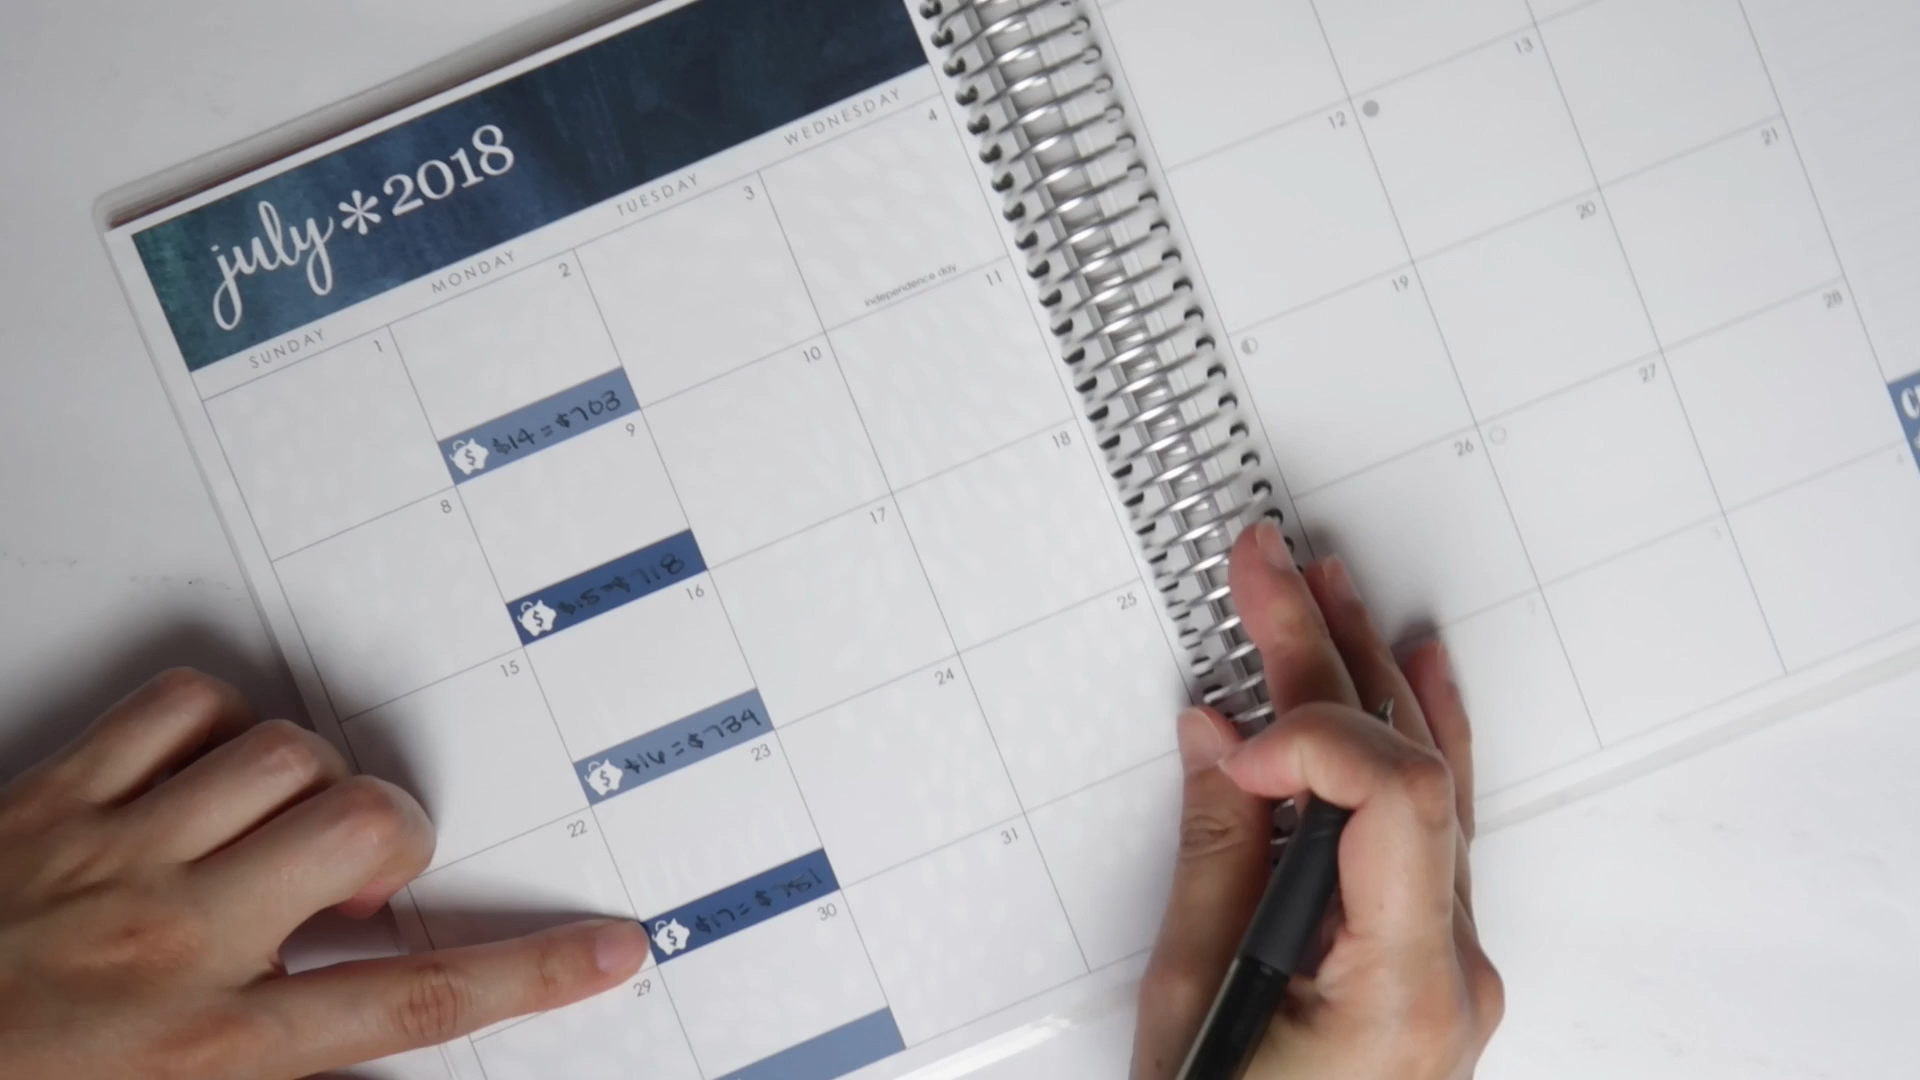 july*2018
SUNDAY MONDAY TUESDAY WEDNESDAY
1 2 3 4
independence day
$14 = $703
8 9 10 11 12 13
$15 = $718
15 16 17 18 19 20 21
$16 = $734
22 23 24 25 26 27 28
$17 = $751
29 30 31